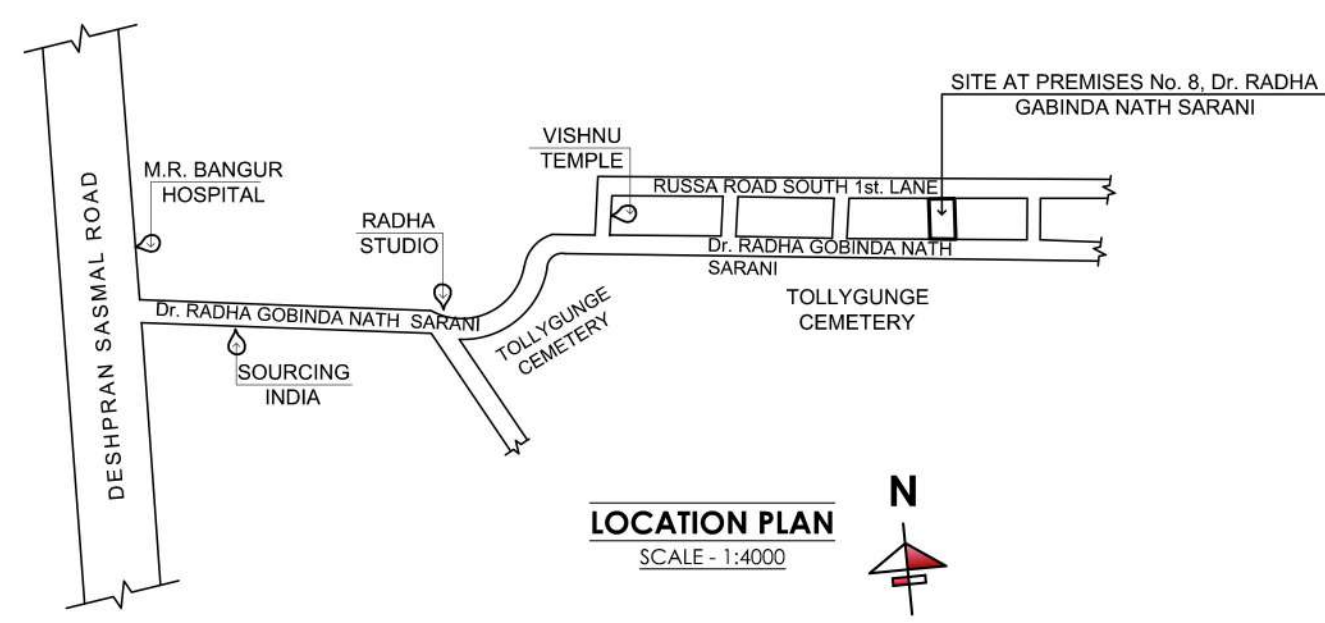 SITE AT PREMISES No. 8, Dr. RADHA
GABINDA NATH SARANI
VISHNU
TEMPLE
M.R. BANGUR
HOSPITAL
RUSSA ROAD SOUTH 1st. LANE
RADHA
STUDIO
Dr. RADHA GOBINDA NATH
SARANI
DESHPRAN SASMAL ROAD
TOLLYGUNGE
CEMETERY
Dr. RADHA GOBINDA NATH SARANI
TOLLYGUNGE
CEMETERY
SOURCING
INDIA
N
LOCATION PLAN
SCALE - 1:4000